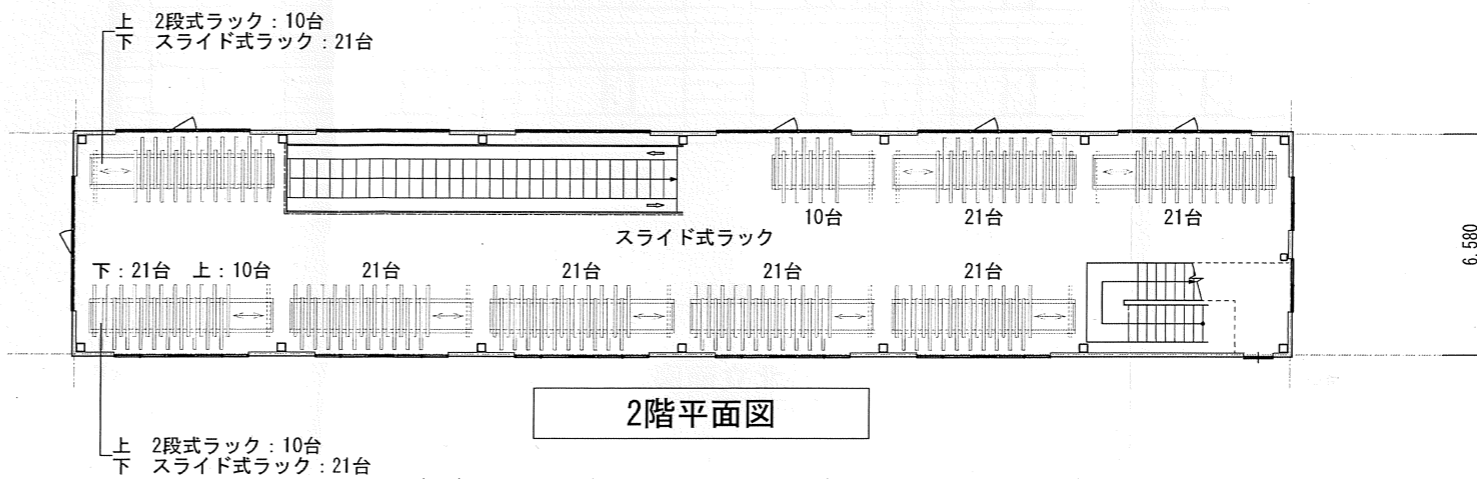 上 2段式ラック：10台
下 スライド式ラック：21台
10台
21台
21台
スライド式ラック
6,580
下：21台 上：10台
21台
21台
21台
21台
2階平面図
上 2段式ラック：10台
下 スライド式ラック：21台